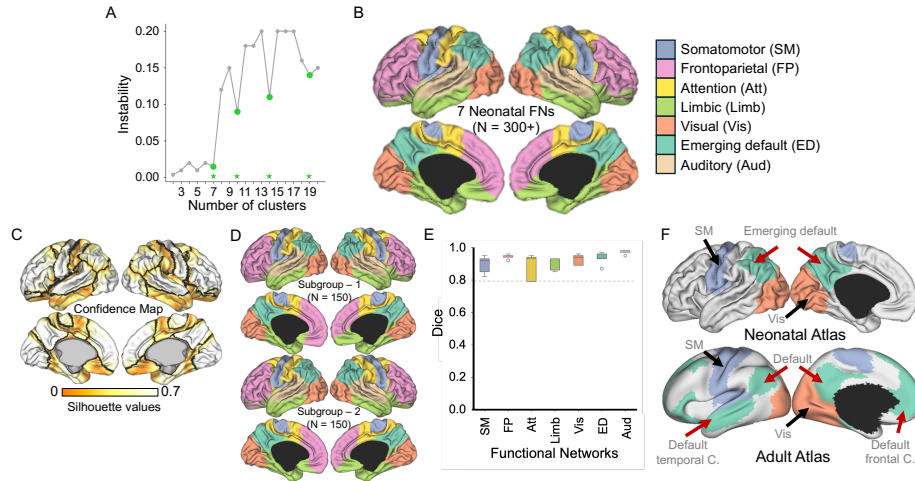 A
Instability
0.20
0.15
0.10
0.05
0.00
3 5 7 9 11 13 15 17 19
Number of clusters
B
7 Neonatal FNs
(N = 300+)
Somatomotor (SM)
Frontoparietal (FP)
Attention (Att)
Limbic (Limb)
Visual (Vis)
Emerging default (ED)
Auditory (Aud)
C
Confidence Map
0 0.7
Silhouette values
D
Subgroup – 1
(N = 150)
Subgroup – 2
(N = 150)
E
Dice
1.0
0.8
0.6
0.4
0.2
0.0
SM FP Att Limb Vis ED Aud
Functional Networks
F
SM
Emerging default
Vis
Neonatal Atlas
SM
Default
Vis
Default
temporal C.
Default
frontal C.
Adult Atlas